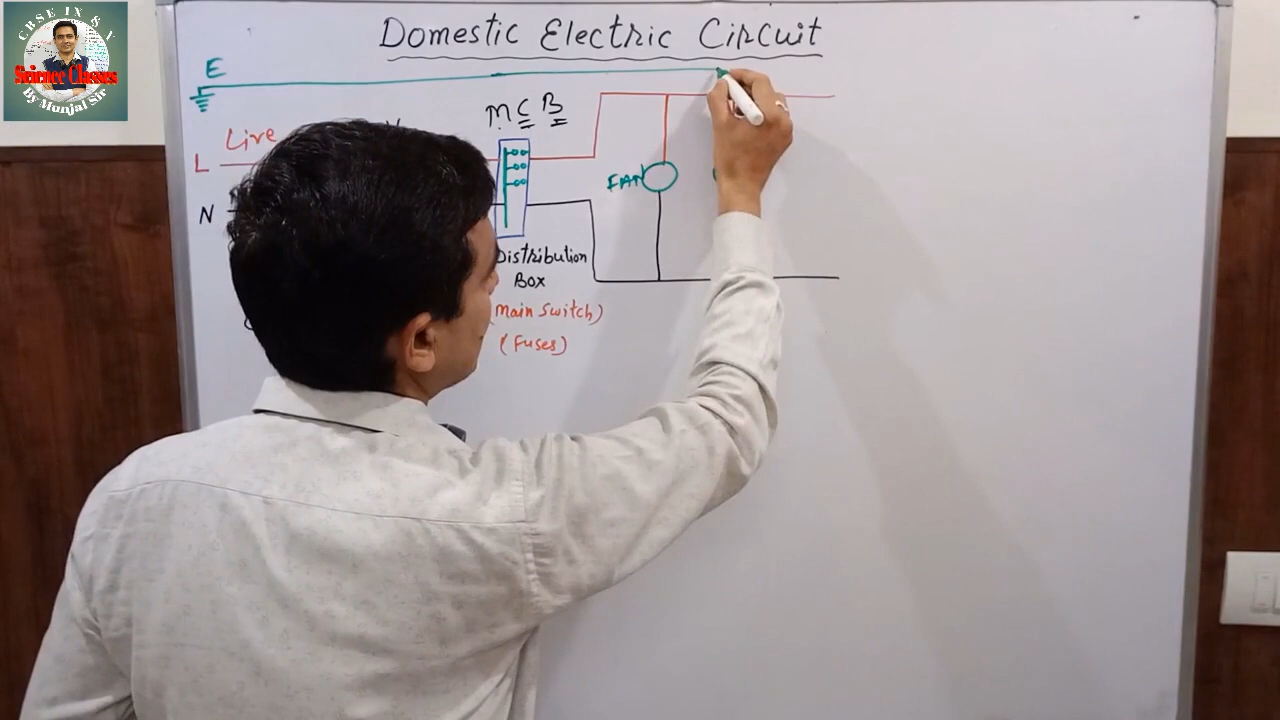 CBSE IX & X
Science Classes
By Munjal Sir
Domestic Electric Circuit
E
MCB
Live
L
FAN
N
Distribution
Box
(Main Switch)
(Fuses)